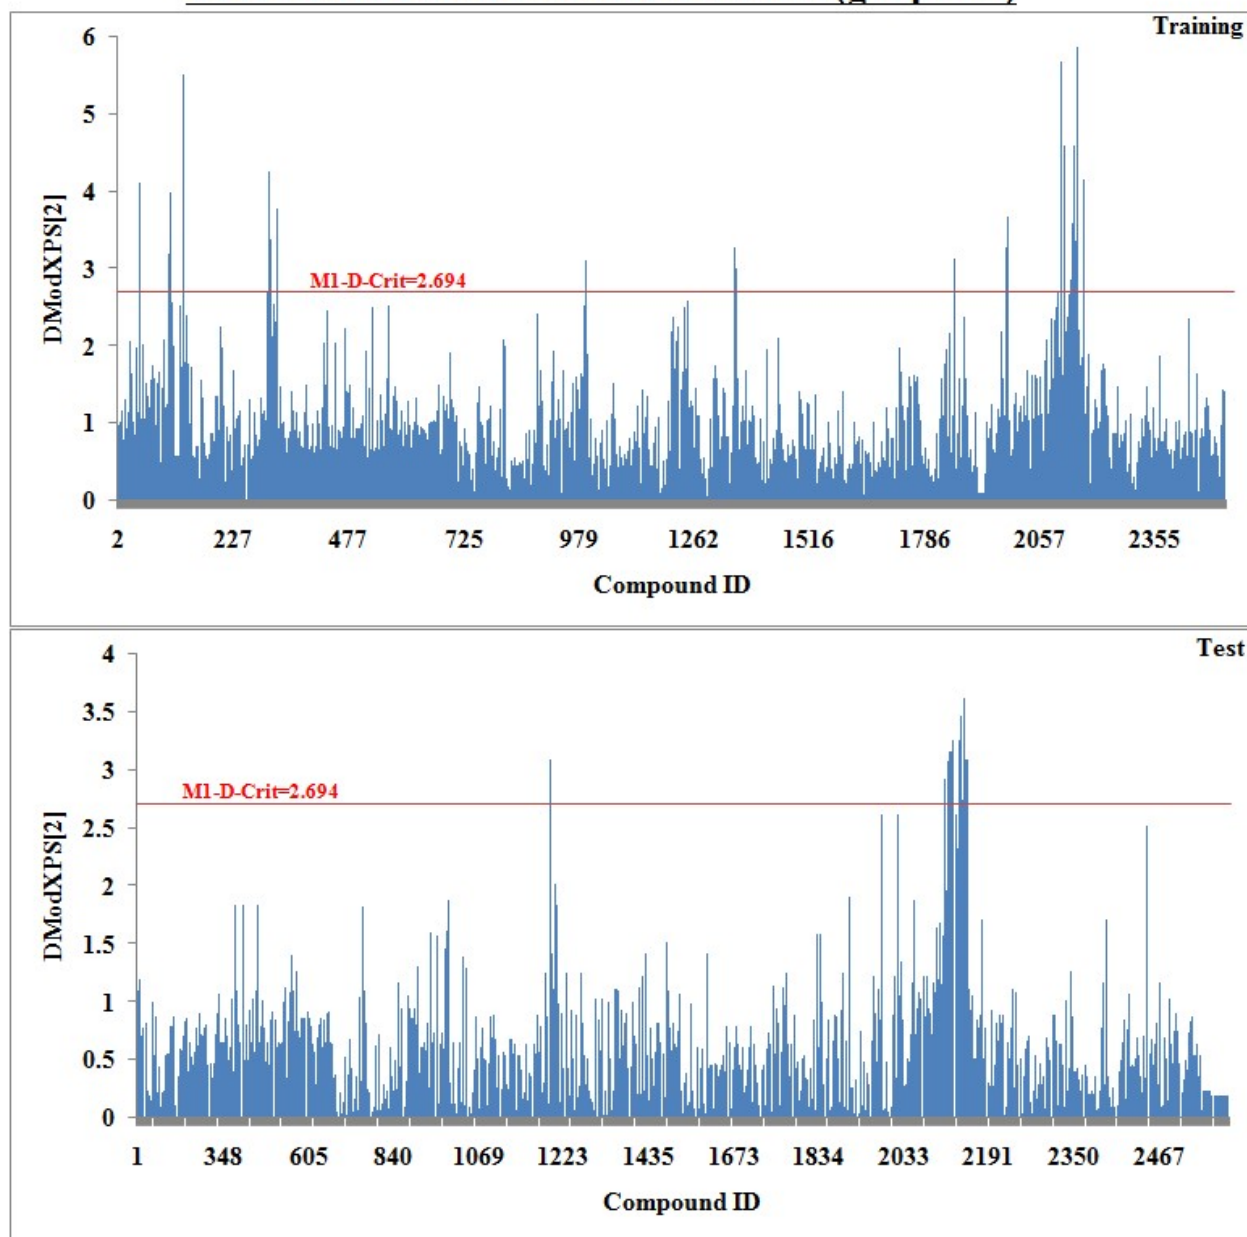 Training
6
5
4
3
2
1
0
DModXPS[2]
M1-D-Crit=2.694
2 227 477 725 979 1262 1516 1786 2057 2355
Compound ID
Test
4
3.5
3
2.5
2
1.5
1
0.5
0
DModXPS[2]
M1-D-Crit=2.694
1 348 605 840 1069 1223 1435 1673 1834 2033 2191 2350 2467
Compound ID